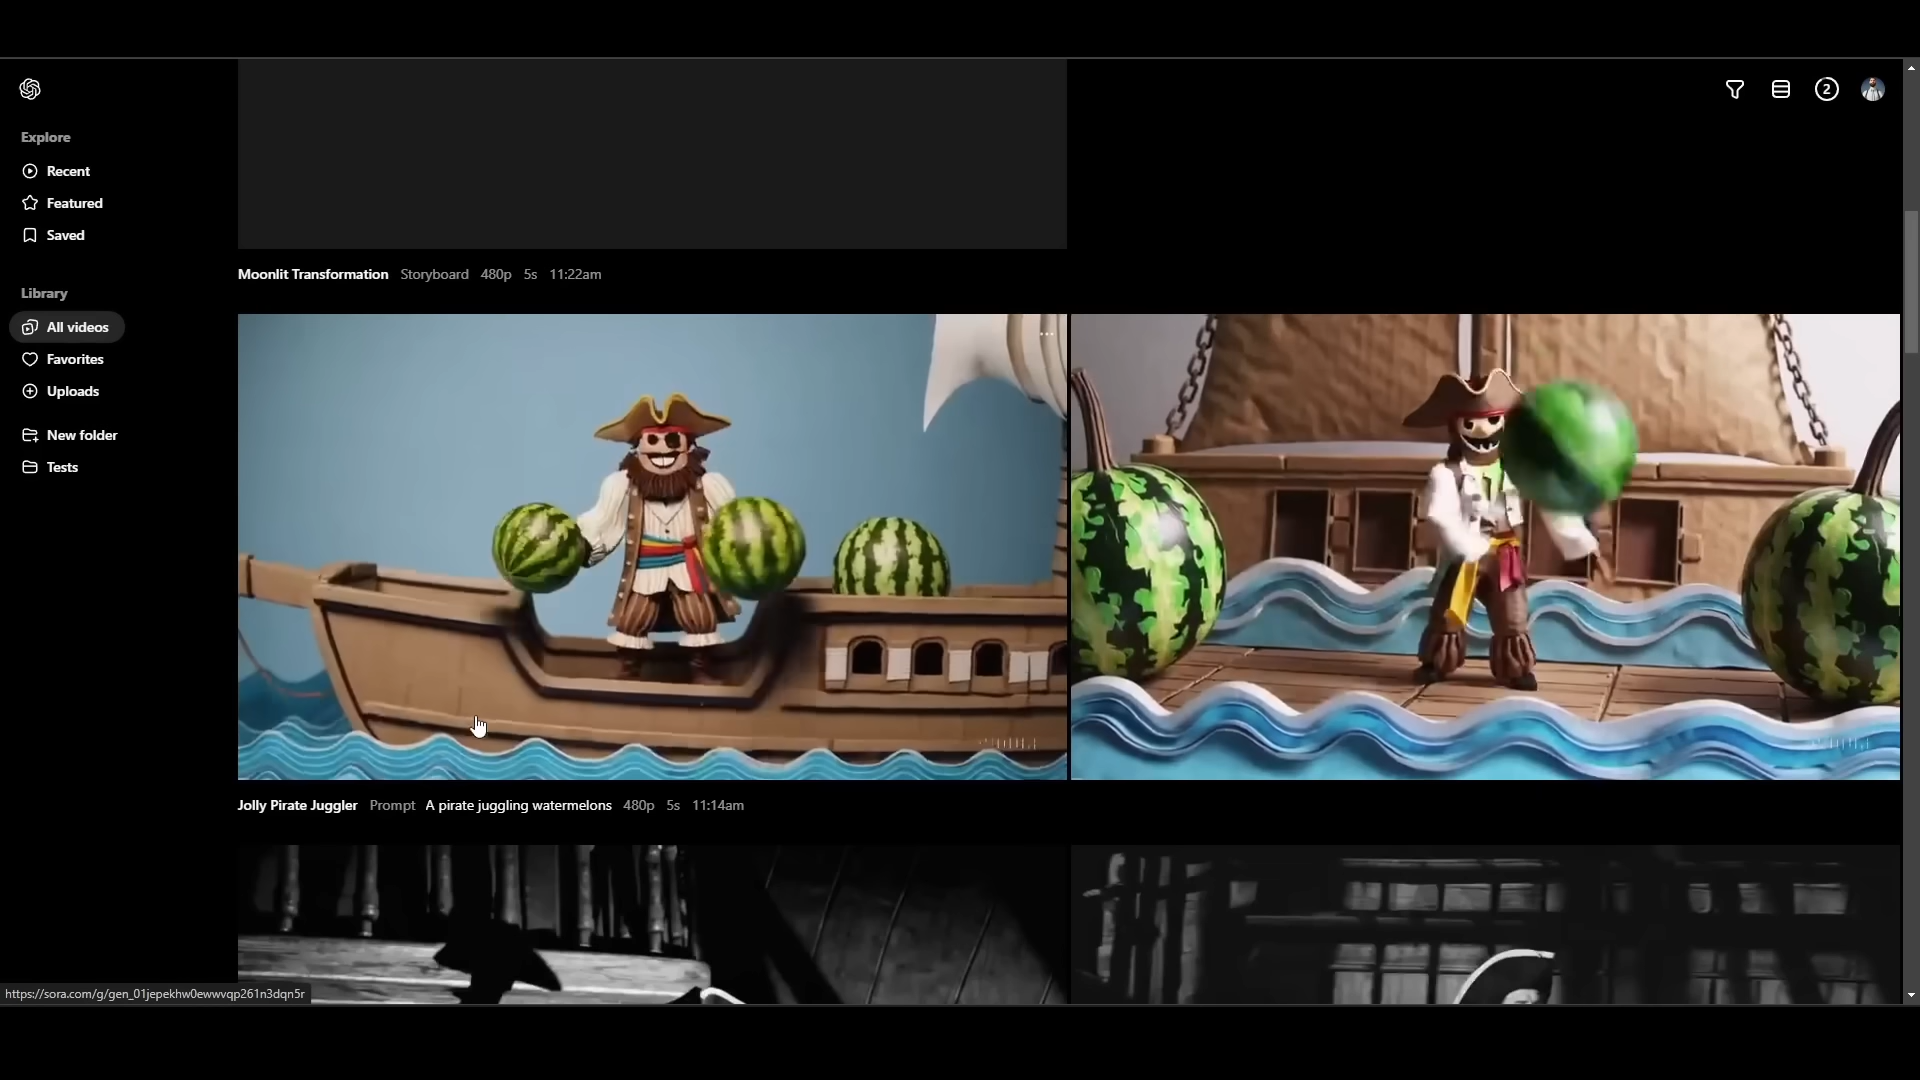 2
Explore
Recent
Featured
Saved
Library
All videos
Favorites
Uploads
New folder
Tests
Moonlit Transformation Storyboard 480p 5s 11:22am
Jolly Pirate Juggler Prompt A pirate juggling watermelons 480p 5s 11:14am
https://sora.com/g/gen_01jepekhw0ewwvqp261n3dqn5r